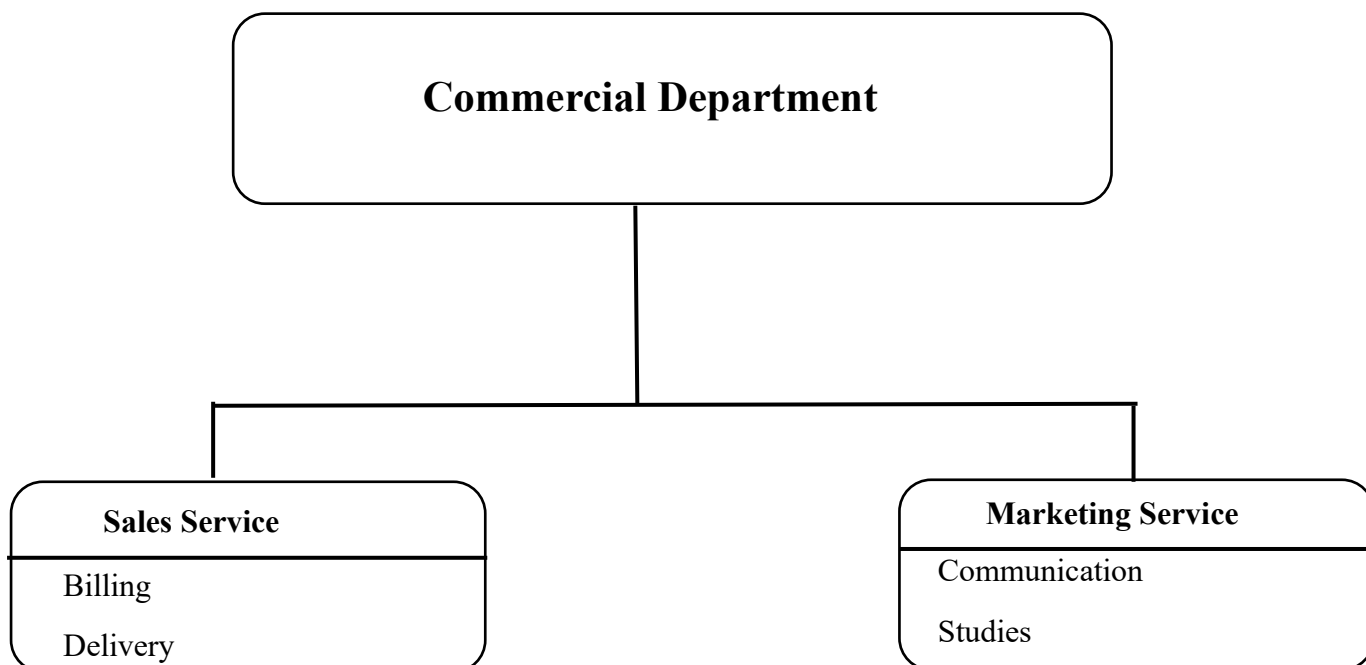 Commercial Department
Sales Service
Billing
Delivery
Marketing Service
Communication
Studies